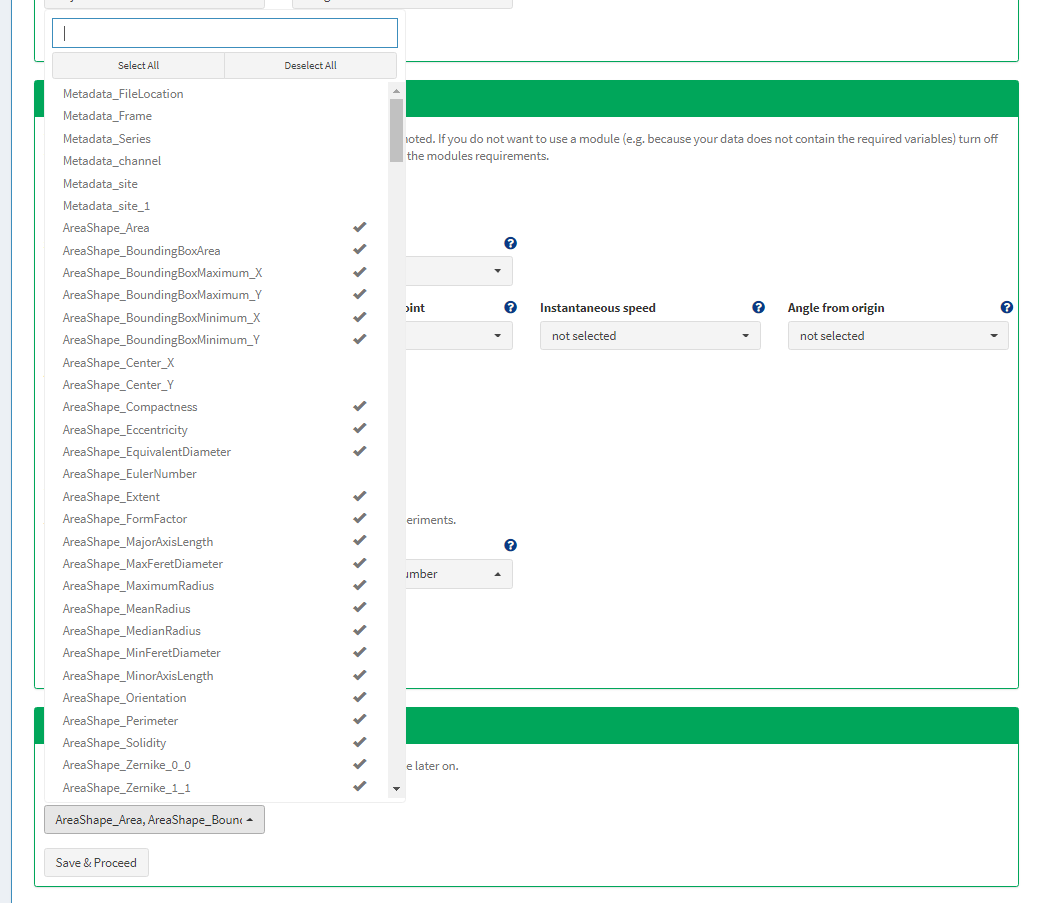 Select All
Deselect All
Metadata_FileLocation
Metadata_Frame
Metadata_Series
Metadata_channel
Metadata_site
Metadata_site_1
AreaShape_Area
AreaShape_BoundingBoxArea
AreaShape_BoundingBoxMaximum_X
AreaShape_BoundingBoxMaximum_Y
AreaShape_BoundingBoxMinimum_X
AreaShape_BoundingBoxMinimum_Y
AreaShape_Center_X
AreaShape_Center_Y
AreaShape_Compactness
AreaShape_Eccentricity
AreaShape_EquivalentDiameter
AreaShape_EulerNumber
AreaShape_Extent
AreaShape_FormFactor
AreaShape_MajorAxisLength
AreaShape_MaxFeretDiameter
AreaShape_MaximumRadius
AreaShape_MeanRadius
AreaShape_MedianRadius
AreaShape_MinFeretDiameter
AreaShape_MinorAxisLength
AreaShape_Orientation
AreaShape_Perimeter
AreaShape_Solidity
AreaShape_Zernike_0_0
AreaShape_Zernike_1_1
noted. If you do not want to use a module (e.g. because your data does not contain the required variables) turn off
the modules requirements.
oint
Instantaneous speed
Angle from origin
not selected
not selected
eriments.
umber
e later on.
AreaShape_Area, AreaShape_Boun
Save & Proceed